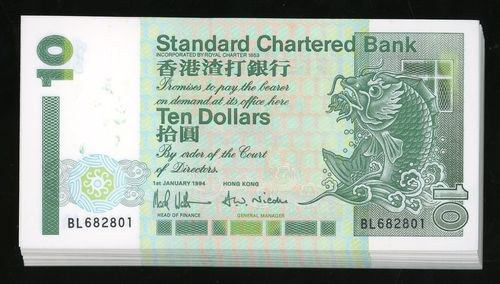 10
Standard Chartered Bank
INCORPORATED BY ROYAL CHARTER 1853
香港渣打銀行
Promises to pay the bearer
on demand at its office here
Ten Dollars
拾圓
By order of the Court
of Directors.
1st JANUARY 1994 HONG KONG
HEAD OF FINANCE GENERAL MANAGER
BL682801
BL682801
10